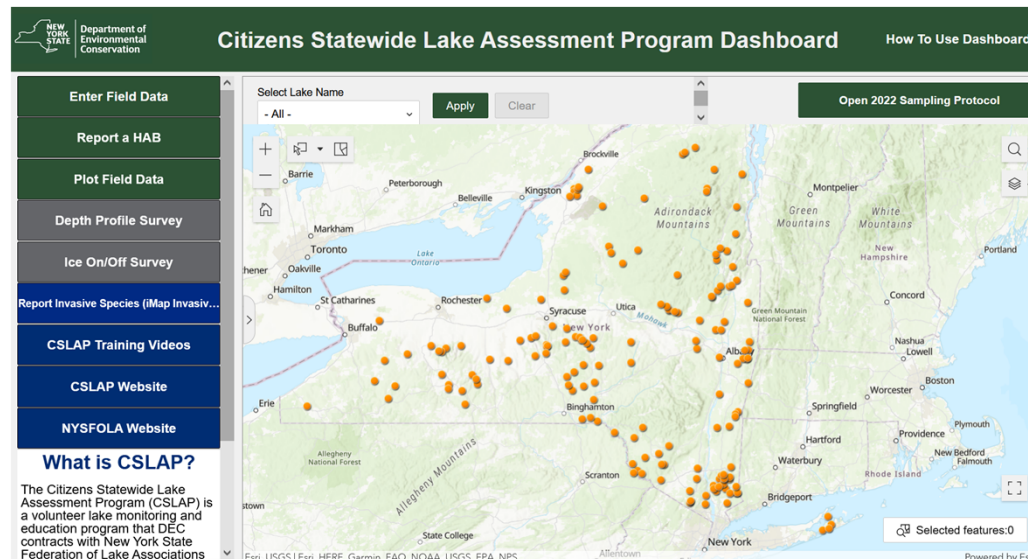 NEW
YORK
STATE
Department of
Environmental
Conservation
Citizens Statewide Lake Assessment Program Dashboard
How To Use Dashboard
Enter Field Data
Report a HAB
Plot Field Data
Depth Profile Survey
Ice On/Off Survey
Report Invasive Species (iMap Invasiv...
CSLAP Training Videos
CSLAP Website
NYSFOLA Website
What is CSLAP?
The Citizens Statewide Lake
Assessment Program (CSLAP) is
a volunteer lake monitoring and
education program that DEC
contracts with New York State
Federation of Lake Associations
Select Lake Name
- All -
Apply
Clear
Open 2022 Sampling Protocol
Brockville
Barrie
Peterborough
Belleville
Kingston
Montpelier
Adirondack
Mountains
Green
Mountains
White
Mountains
Markham
Toronto
Lake
Ontario
New
Hampshire
Portland
hener
Oakville
Hamilton
St Catharines
Rochester
Syracuse
Utica
Mohawk
Green Mountain
National Forest
Concord
Buffalo
New York
Albany
Nashua
Lowell
Erie
Binghamton
Worcester
Boston
Springfield
Allegheny
National Forest
Allegheny Mountains
Scranton
Hartford
Waterbury
Providence
Plymouth
New Bedford
Falmouth
Rhode Island
Bridgeport
stown
State College
New York
Allentown
Selected features:0
Esri, USGS | Esri, HERE, Garmin, FAO, NOAA, USGS, EPA, NPS
Powered by Es